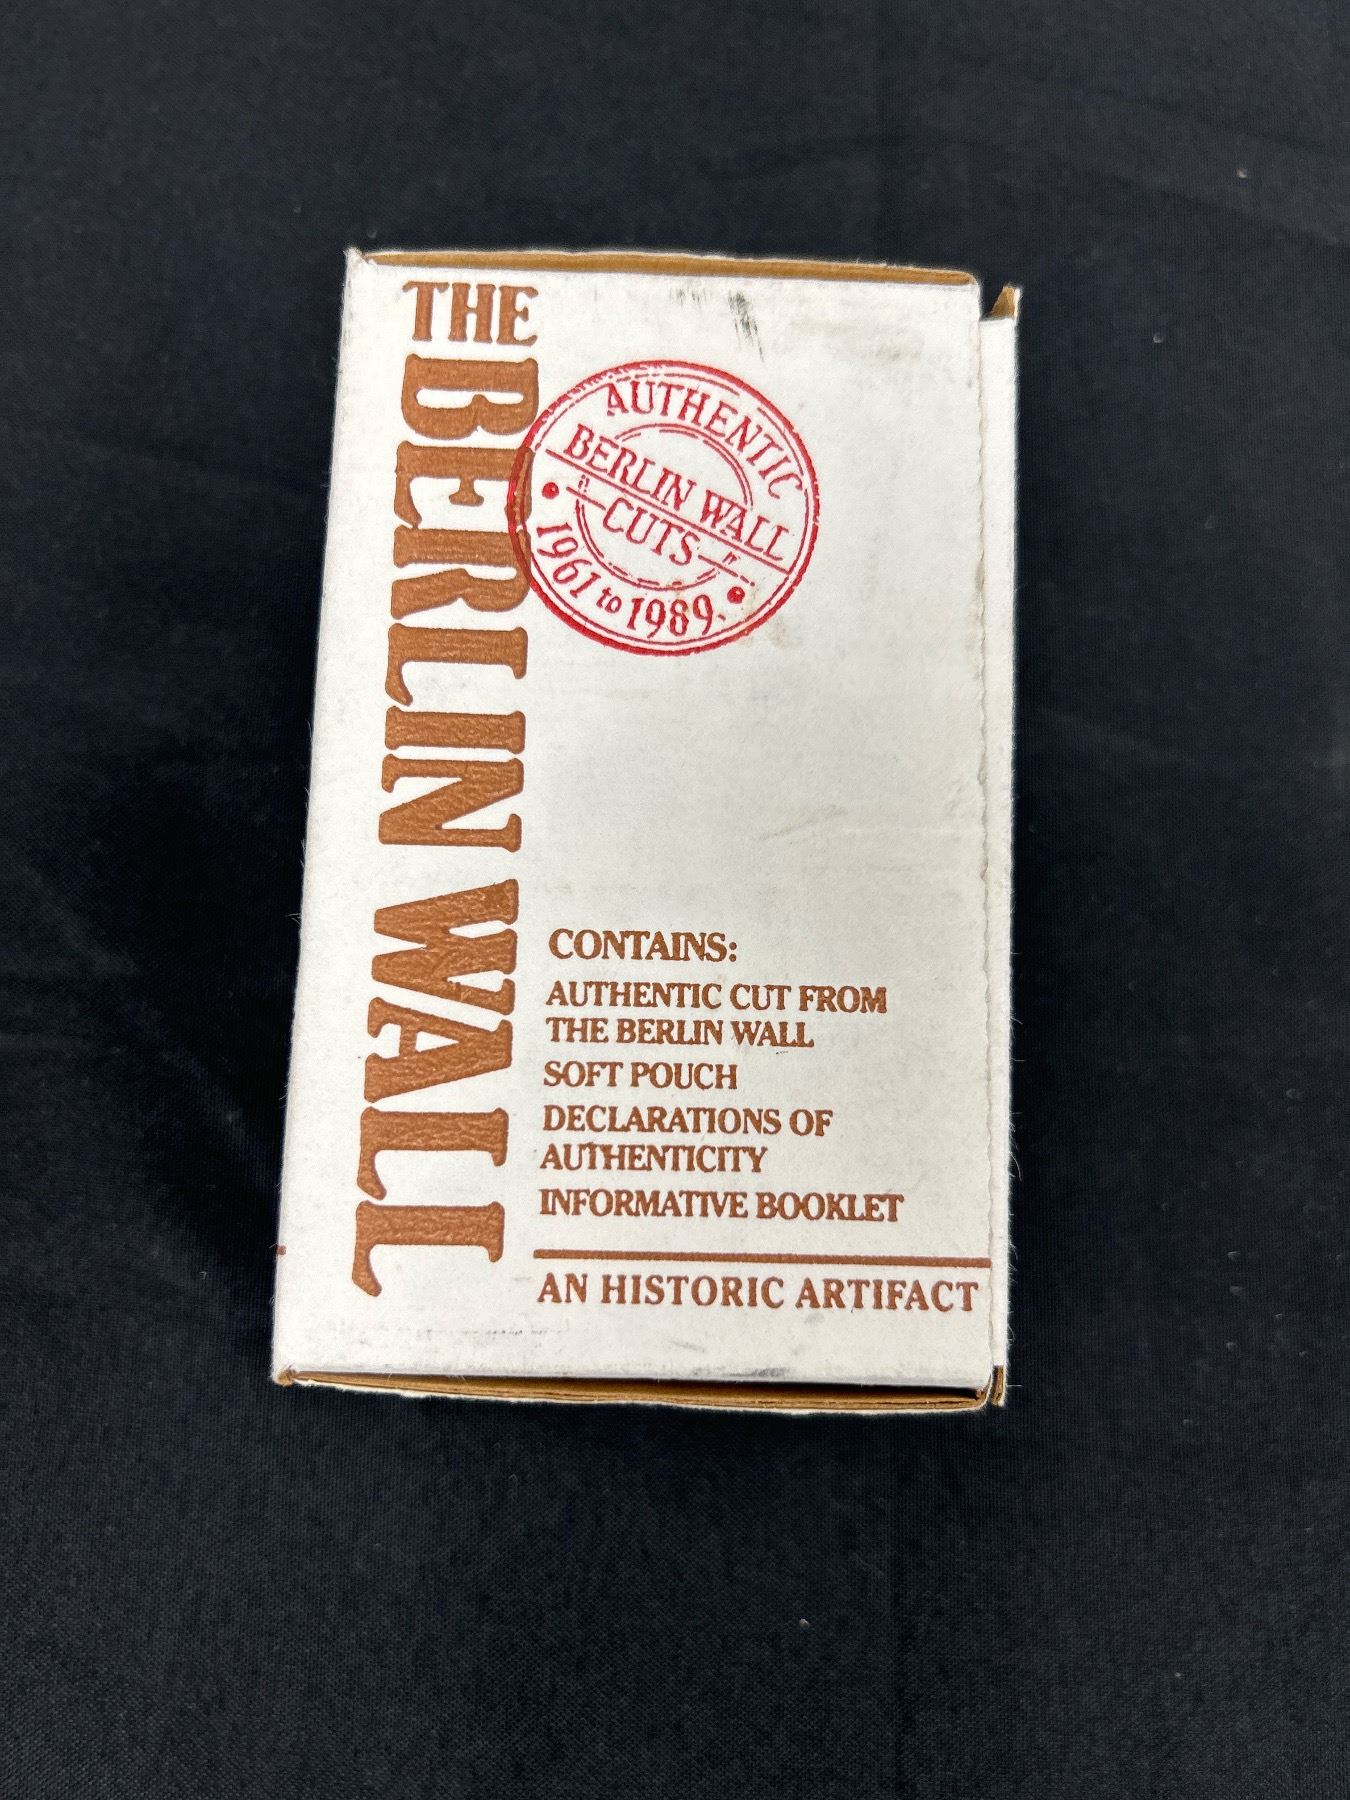 THE
BERLIN WALL
AUTHENTIC
BERLIN WALL
"CUTS"
1961 to 1989
CONTAINS:
AUTHENTIC CUT FROM
THE BERLIN WALL
SOFT POUCH
DECLARATIONS OF
AUTHENTICITY
INFORMATIVE BOOKLET
AN HISTORIC ARTIFACT